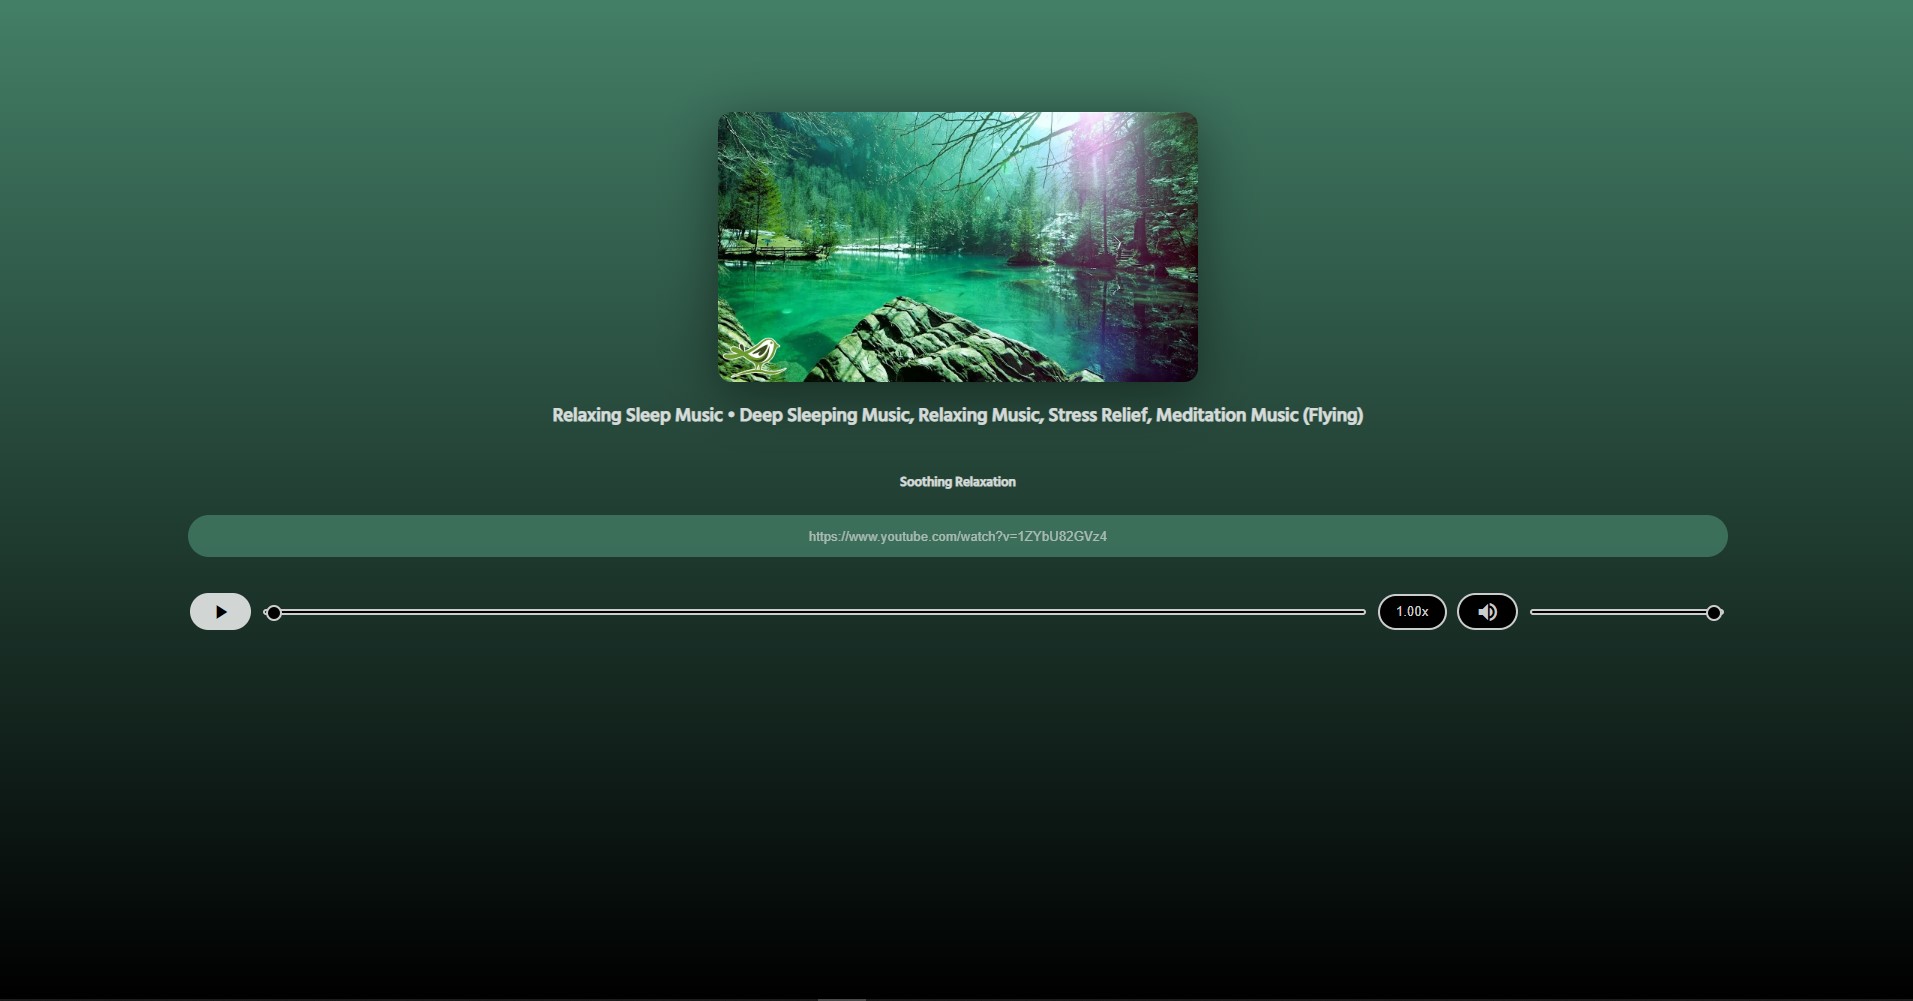 Relaxing Sleep Music • Deep Sleeping Music, Relaxing Music, Stress Relief, Meditation Music (Flying)
Soothing Relaxation
https://www.youtube.com/watch?v=1ZYbU82GVz4
1.00x